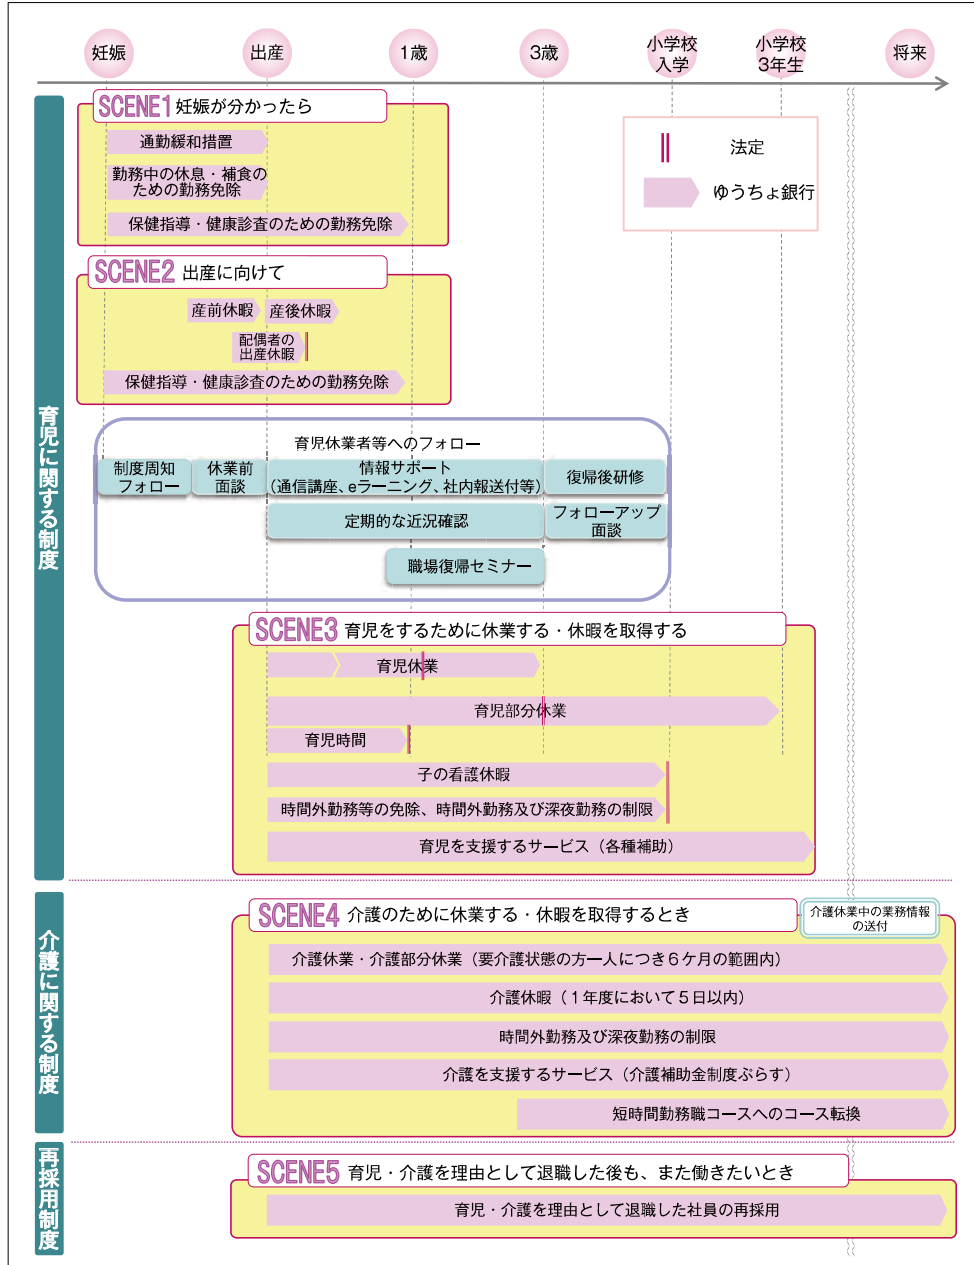 妊娠
出産
1歳
3歳
小学校
入学
小学校
3年生
将来
育児に関する制度
SCENE1 妊娠が分かったら
通勤緩和措置
勤務中の休息・補食の
ための勤務免除
保健指導・健康診査のための勤務免除
法定
ゆうちょ銀行
SCENE2 出産に向けて
産前休暇
産後休暇
配偶者の
出産休暇
保健指導・健康診査のための勤務免除
育児休業者等へのフォロー
制度周知
フォロー
休業前
面談
情報サポート
(通信講座、eラーニング、社内報送付等)
復帰後研修
定期的な近況確認
フォローアップ
面談
職場復帰セミナー
SCENE3 育児をするために休業する・休暇を取得する
育児休業
育児部分休業
育児時間
子の看護休暇
時間外勤務等の免除、時間外勤務及び深夜勤務の制限
育児を支援するサービス（各種補助）
介護に関する制度
SCENE4 介護のために休業する・休暇を取得するとき
介護休業中の業務情報
の送付
介護休業・介護部分休業（要介護状態の方一人につき6ケ月の範囲内）
介護休暇（1年度において5日以内）
時間外勤務及び深夜勤務の制限
介護を支援するサービス（介護補助金制度ぷらす）
短時間勤務職コースへのコース転換
再採用制度
SCENE5 育児・介護を理由として退職した後も、また働きたいとき
育児・介護を理由として退職した社員の再採用